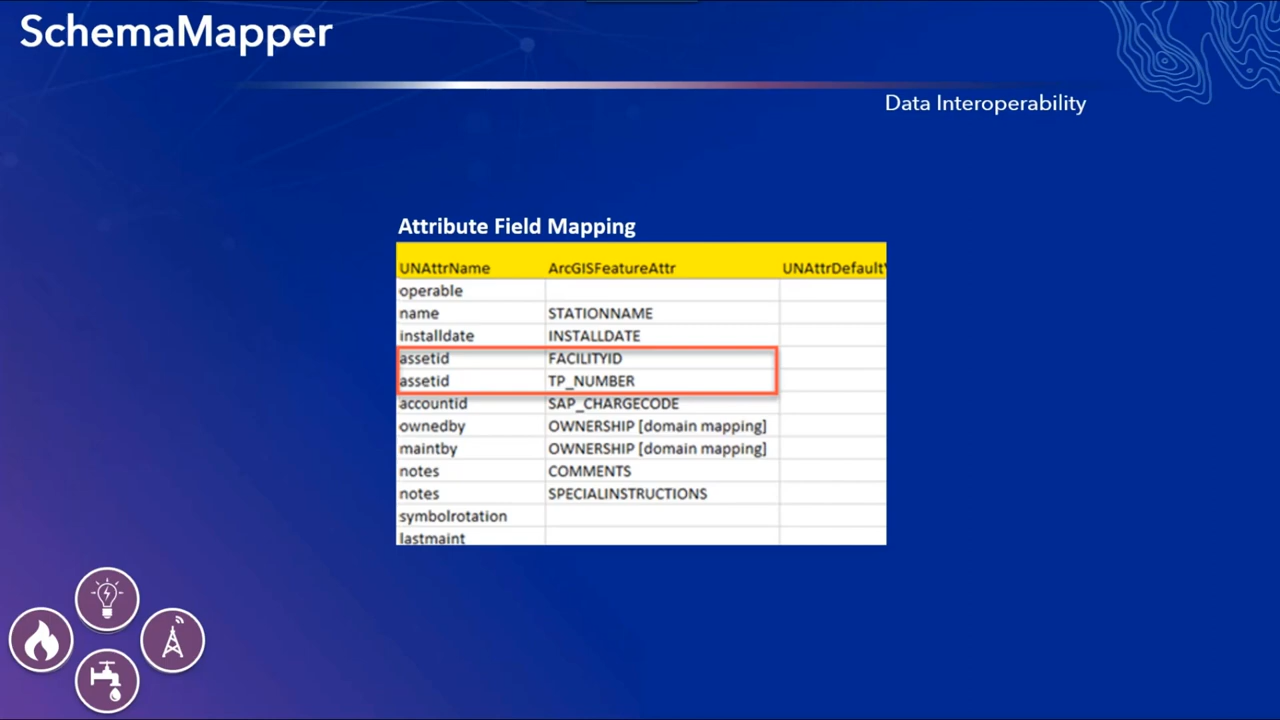 SchemaMapper
Data Interoperability
Attribute Field Mapping
UNAttrName ArcGISFeatureAttr UNAttrDefault
operable
name STATIONNAME
installdate INSTALLDATE
assetid FACILITYID
assetid TP_NUMBER
accountid SAP_CHARGECODE
ownedby OWNERSHIP [domain mapping]
maintby OWNERSHIP [domain mapping]
notes COMMENTS
notes SPECIALINSTRUCTIONS
symbolrotation
lastmaint